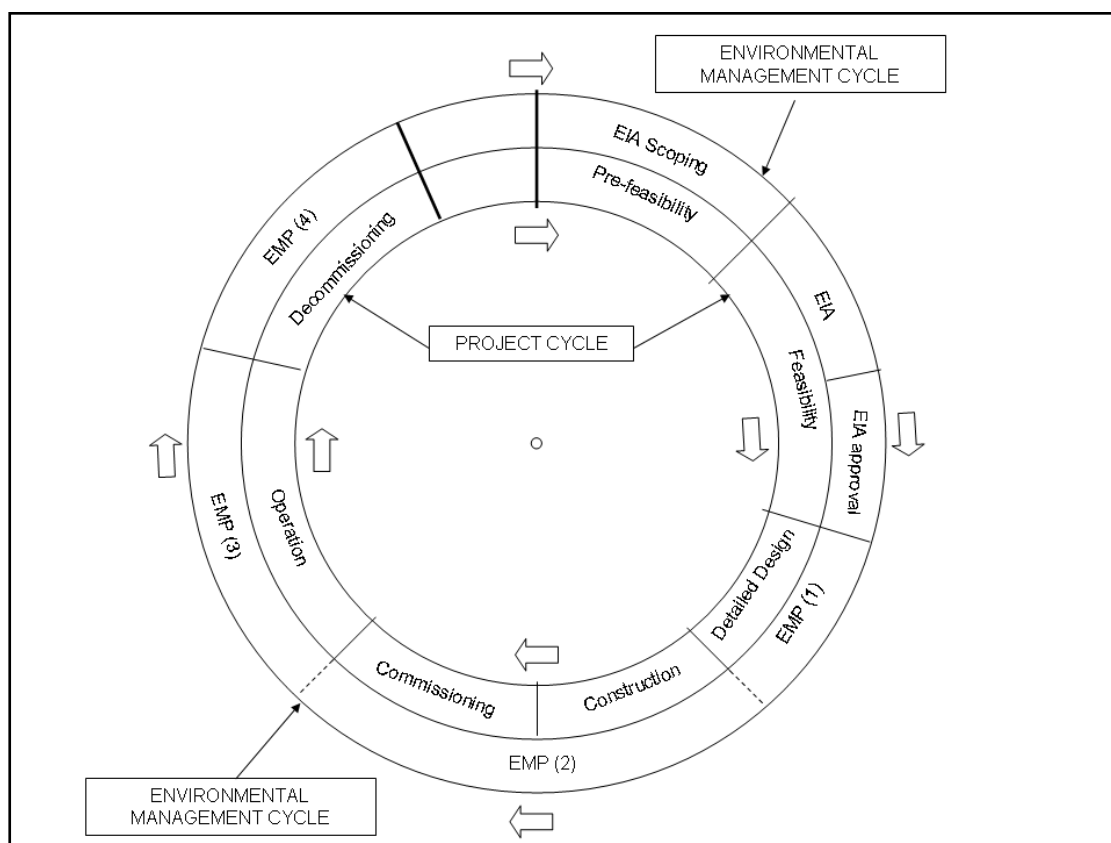 ENVIRONMENTAL
MANAGEMENT CYCLE
EIA Scoping
Pre-feasibility
EMP (4)
Decommissioning
EIA
PROJECT CYCLE
Feasibility
EIA approval
EMP (3)
Operation
Detailed Design
EMP (1)
Commissioning
Construction
EMP (2)
ENVIRONMENTAL
MANAGEMENT CYCLE